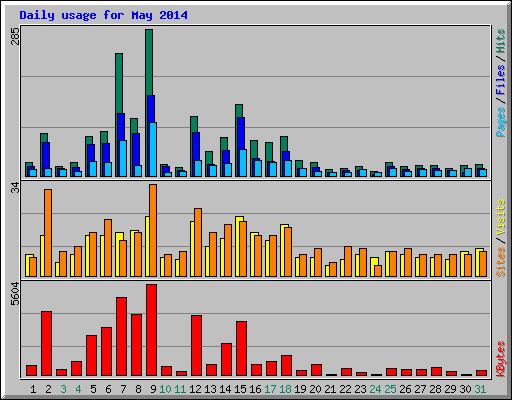 Daily usage for May 2014
285
Pages / Files / Hits
34
Sites / Visits
5604
KBytes
1 2 3 4 5 6 7 8 9 10 11 12 13 14 15 16 17 18 19 20 21 22 23 24 25 26 27 28 29 30 31